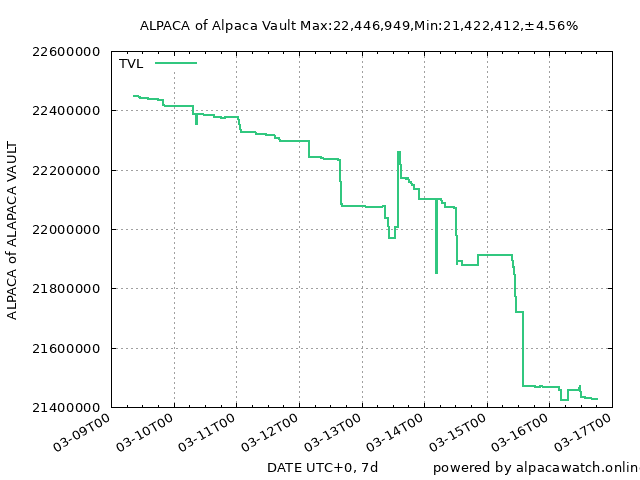 ALPACA of Alpaca Vault Max:22,446,949,Min:21,422,412,±4.56%
TVL
22600000
22400000
22200000
22000000
21800000
21600000
21400000
ALPACA of ALAPACA VAULT
03-09T00
03-10T00
03-11T00
03-12T00
03-13T00
03-14T00
03-15T00
03-16T00
03-17T00
DATE UTC+0, 7d
powered by alpacawatch.onlin